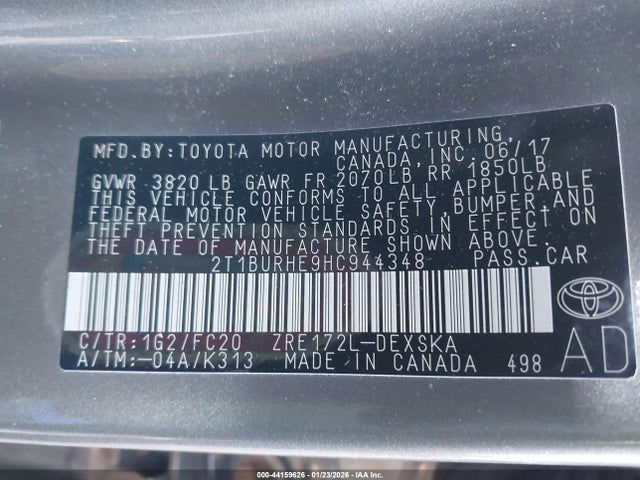 MFD.BY:TOYOTA MOTOR MANUFACTURING,
CANADA, INC. 06/17
GVWR 3820 LB GAWR FR 2070LB RR 1850LB
THIS VEHICLE CONFORMS TO ALL APPLICABLE
FEDERAL MOTOR VEHICLE SAFETY, BUMPER, AND
THEFT PREVENTION STANDARDS IN EFFECT ON
THE DATE OF MANUFACTURE SHOWN ABOVE.
2T1BURHE9HC944348 PASS.CAR
C/TR:1G2/FC20 ZRE172L-DEXSKA
A/TM:-04A/K313 MADE IN CANADA 498
AD
000-44159626 - 01/23/2026 - IAA Inc.